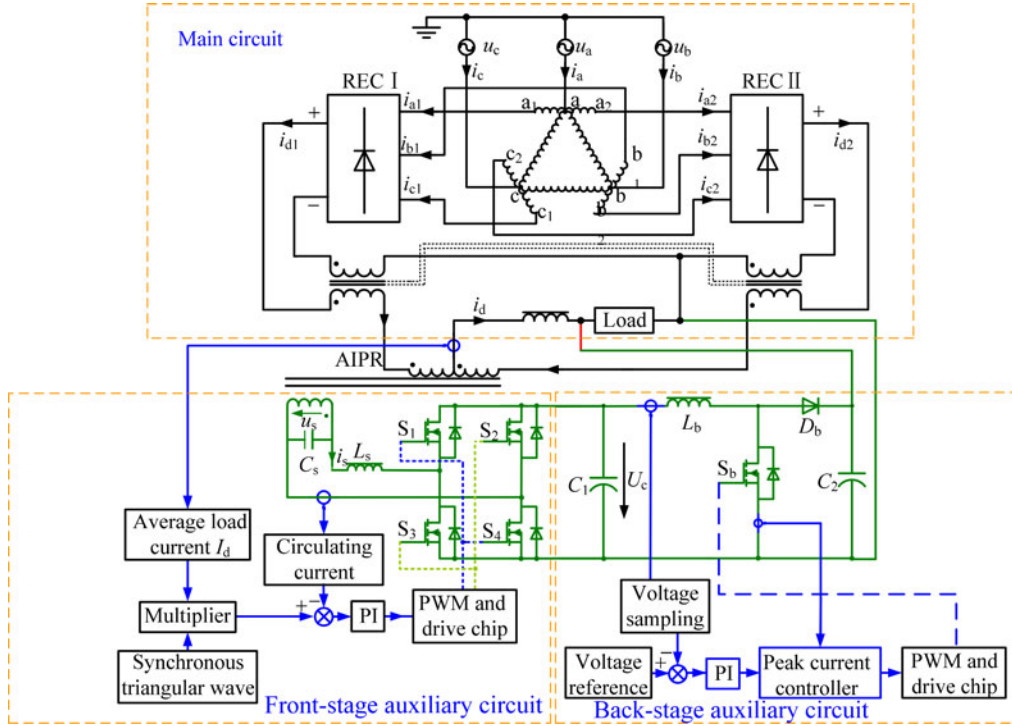 Main circuit
u_c
u_a
u_b
i_c
i_a
i_b
REC I
REC II
+
i_a1
a_1
a
a_2
i_a2
+
i_d1
i_b1
c_2
b
i_b2
i_d2
c
b
1
−
i_c1
c_1
b
i_c2
−
2
i_d
Load
AIPR
u_s
C_s
i_s
L_s
S_1
S_2
L_b
D_b
C_1
U_c
S_b
C_2
S_3
S_4
Average load
current I_d
Circulating
current
Multiplier
+
−
PI
PWM and
drive chip
Synchronous
triangular wave
Front-stage auxiliary circuit
Voltage
sampling
Voltage
reference
+
−
PI
Peak current
controller
PWM and
drive chip
Back-stage auxiliary circuit